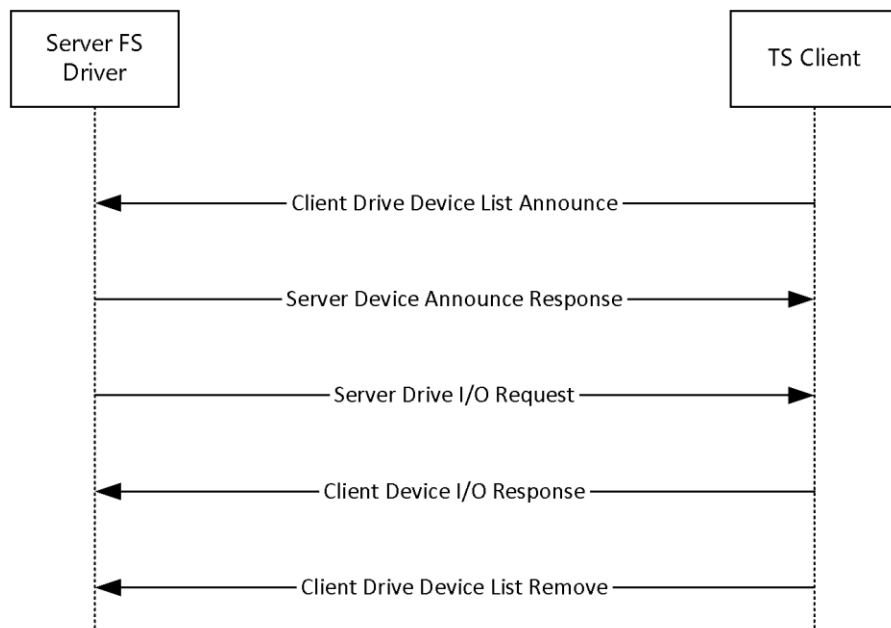 Server FS
Driver
TS Client
Client Drive Device List Announce
Server Device Announce Response
Server Drive I/O Request
Client Device I/O Response
Client Drive Device List Remove